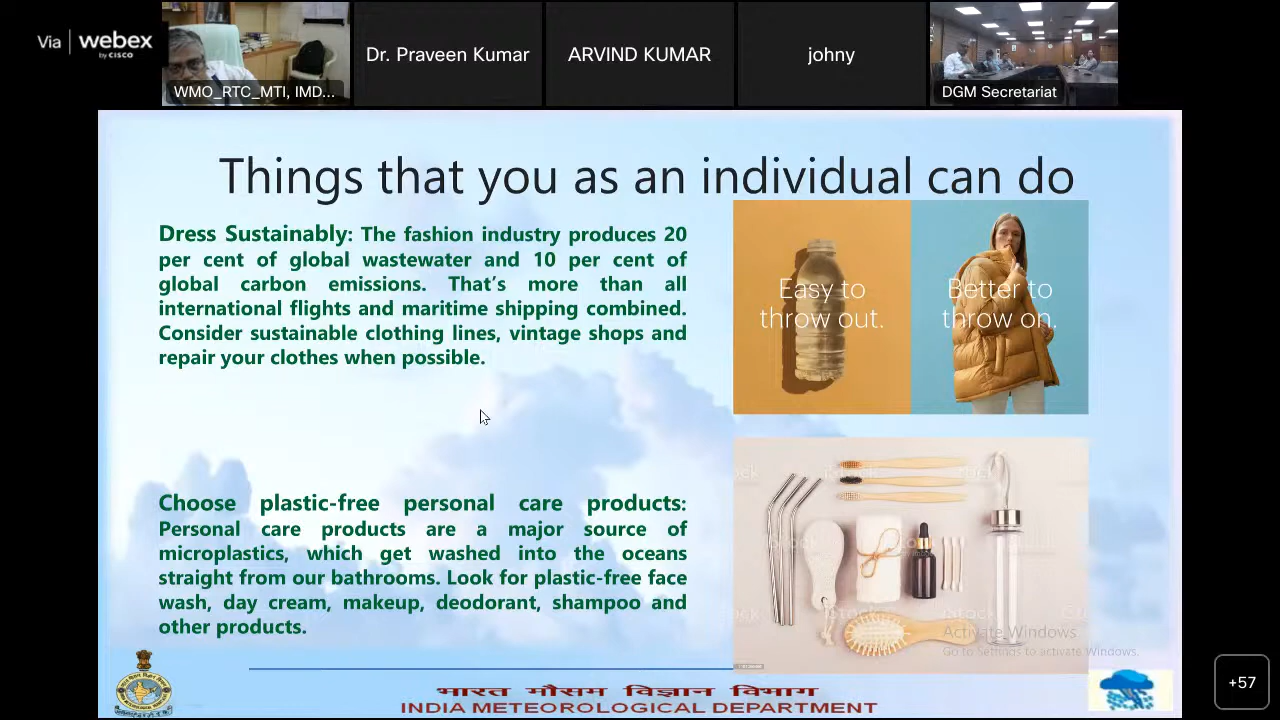 Via webex
by CISCO
WMO_RTC_MTI, IMD...
Dr. Praveen Kumar
ARVIND KUMAR
johny
DGM Secretariat
Things that you as an individual can do
Dress Sustainably: The fashion industry produces 20
per cent of global wastewater and 10 per cent of
global carbon emissions. That's more than all
international flights and maritime shipping combined.
Consider sustainable clothing lines, vintage shops and
repair your clothes when possible.
Easy to
throw out.
Better to
throw on.
Choose plastic-free personal care products:
Personal care products are a major source of
microplastics, which get washed into the oceans
straight from our bathrooms. Look for plastic-free face
wash, day cream, makeup, deodorant, shampoo and
other products.
iStock
Activate Windows
Go to Settings to activate Windows.
भारत मौसम विज्ञान विभाग
INDIA METEOROLOGICAL DEPARTMENT
+57